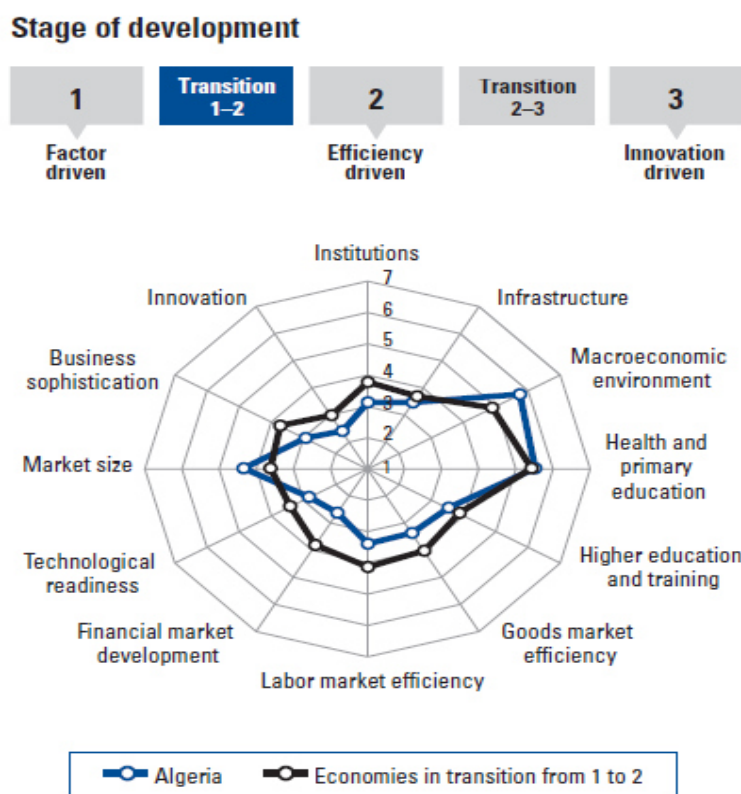 Stage of development
1
Transition
1–2
2
Transition
2–3
3
Factor
driven
Efficiency
driven
Innovation
driven
Institutions
7
6
5
4
3
2
1
Infrastructure
Macroeconomic
environment
Health and
primary
education
Higher education
and training
Goods market
efficiency
Labor market efficiency
Financial market
development
Technological
readiness
Market size
Business
sophistication
Innovation
Algeria
Economies in transition from 1 to 2